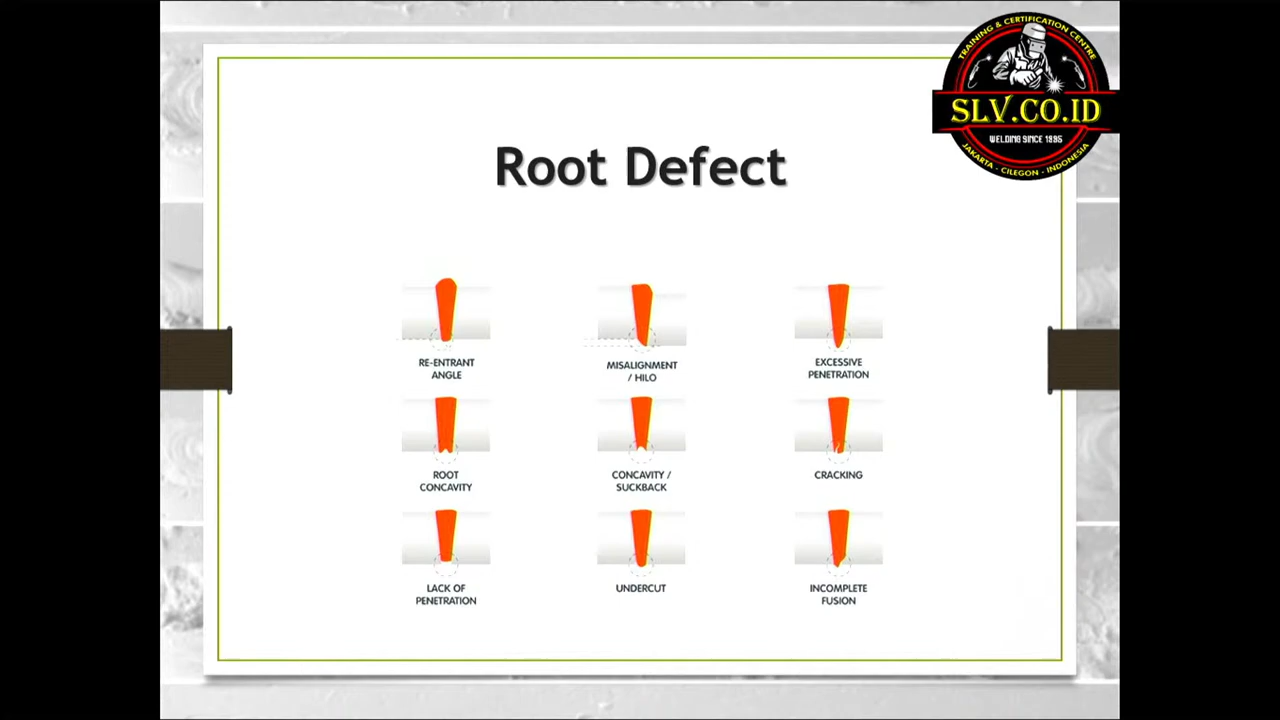 TRAINING & CERTIFICATION CENTRE
SLV.CO.ID
WELDING SINCE 1995
JAKARTA - CILEGON - INDONESIA
Root Defect
RE-ENTRANT
ANGLE
MISALIGNMENT
/ HILO
EXCESSIVE
PENETRATION
ROOT
CONCAVITY
CONCAVITY /
SUCKBACK
CRACKING
LACK OF
PENETRATION
UNDERCUT
INCOMPLETE
FUSION